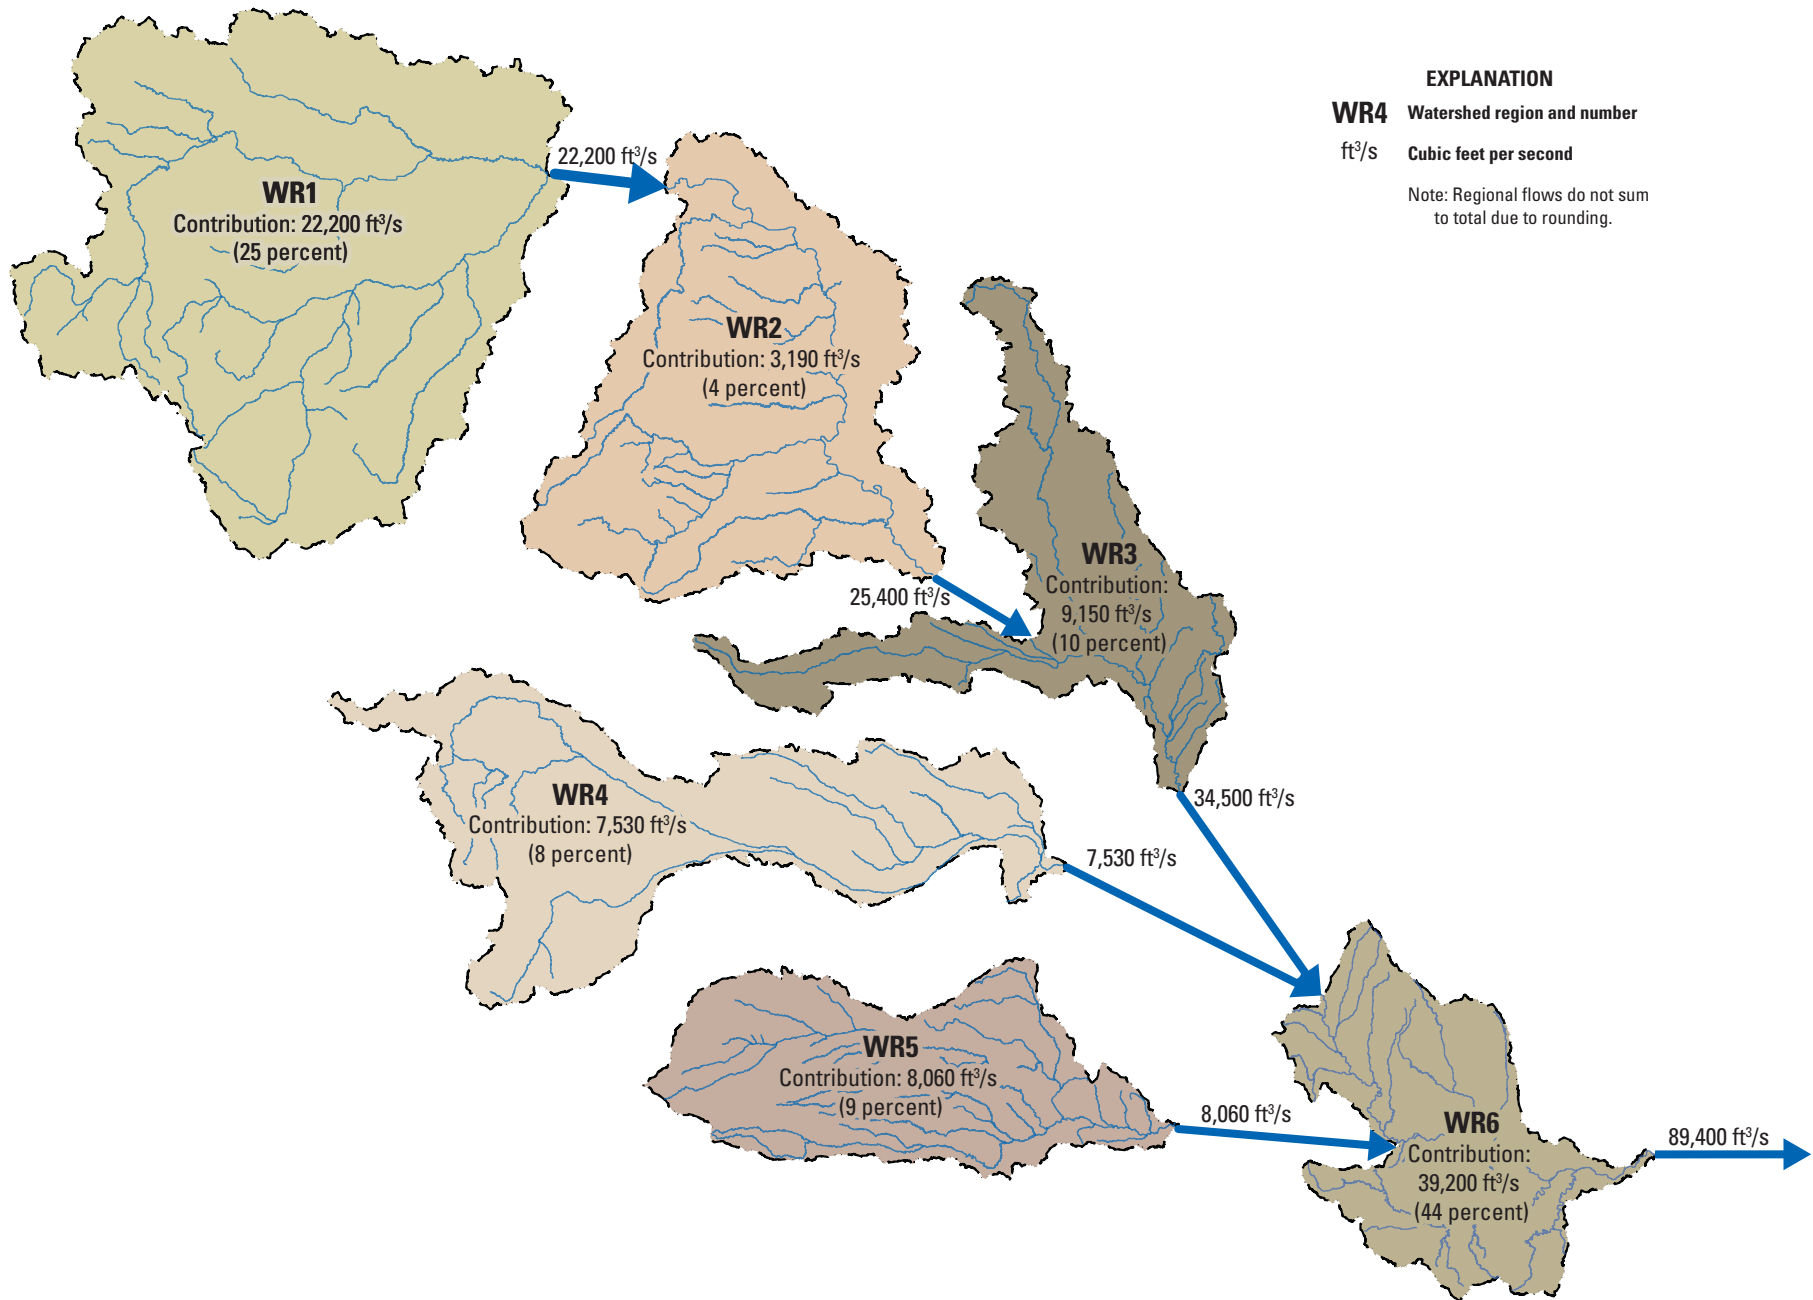 EXPLANATION
WR4 Watershed region and number
ft³/s Cubic feet per second
Note: Regional flows do not sum
to total due to rounding.
22,200 ft³/s
WR1
Contribution: 22,200 ft³/s
(25 percent)
WR2
Contribution: 3,190 ft³/s
(4 percent)
25,400 ft³/s
WR3
Contribution:
9,150 ft³/s
(10 percent)
34,500 ft³/s
WR4
Contribution: 7,530 ft³/s
(8 percent)
7,530 ft³/s
WR5
Contribution: 8,060 ft³/s
(9 percent)
8,060 ft³/s
WR6
Contribution:
39,200 ft³/s
(44 percent)
89,400 ft³/s